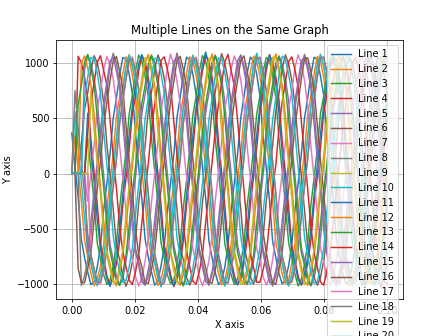 Multiple Lines on the Same Graph
Y axis
1000
500
0
−500
−1000
0.00
0.02
0.04
0.06
X axis
Line 1
Line 2
Line 3
Line 4
Line 5
Line 6
Line 7
Line 8
Line 9
Line 10
Line 11
Line 12
Line 13
Line 14
Line 15
Line 16
Line 17
Line 18
Line 19
Line 20